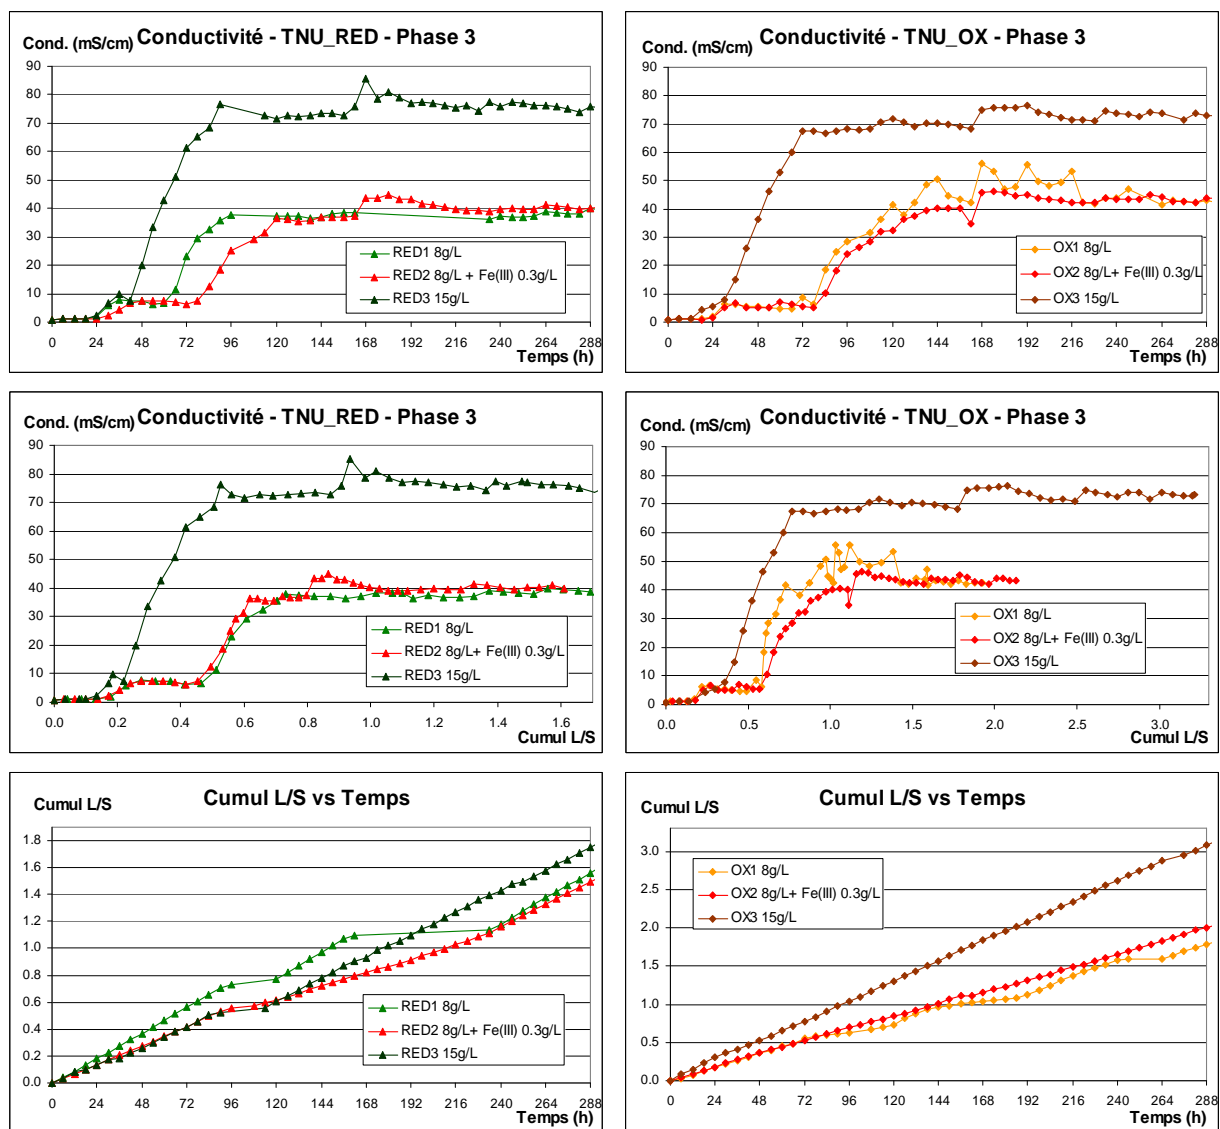 Cond. (mS/cm) Conductivité - TNU_RED - Phase 3
90
80
70
60
50
40
30
20
10
0
RED1 8g/L
RED2 8g/L + Fe(III) 0.3g/L
RED3 15g/L
0 24 48 72 96 120 144 168 192 216 240 264 288
Temps (h)
Cond. (mS/cm) Conductivité - TNU_OX - Phase 3
90
80
70
60
50
40
30
20
10
0
OX1 8g/L
OX2 8g/L+ Fe(III) 0.3g/L
OX3 15g/L
0 24 48 72 96 120 144 168 192 216 240 264 288
Temps (h)
Cond. (mS/cm) Conductivité - TNU_RED - Phase 3
90
80
70
60
50
40
30
20
10
0
RED1 8g/L
RED2 8g/L+ Fe(III) 0.3g/L
RED3 15g/L
0.0 0.2 0.4 0.6 0.8 1.0 1.2 1.4 1.6
Cumul L/S
Cond. (mS/cm) Conductivité - TNU_OX - Phase 3
90
80
70
60
50
40
30
20
10
0
OX1 8g/L
OX2 8g/L+ Fe(III) 0.3g/L
OX3 15g/L
0.0 0.5 1.0 1.5 2.0 2.5 3.0
Cumul L/S
Cumul L/S Cumul L/S vs Temps
1.8
1.6
1.4
1.2
1.0
0.8
0.6
0.4
0.2
0.0
RED1 8g/L
RED2 8g/L+ Fe(III) 0.3g/L
RED3 15g/L
0 24 48 72 96 120 144 168 192 216 240 264 288
Temps (h)
Cumul L/S Cumul L/S vs Temps
3.0
2.5
2.0
1.5
1.0
0.5
0.0
OX1 8g/L
OX2 8g/L+ Fe(III) 0.3g/L
OX3 15g/L
0 24 48 72 96 120 144 168 192 216 240 264 288
Temps (h)